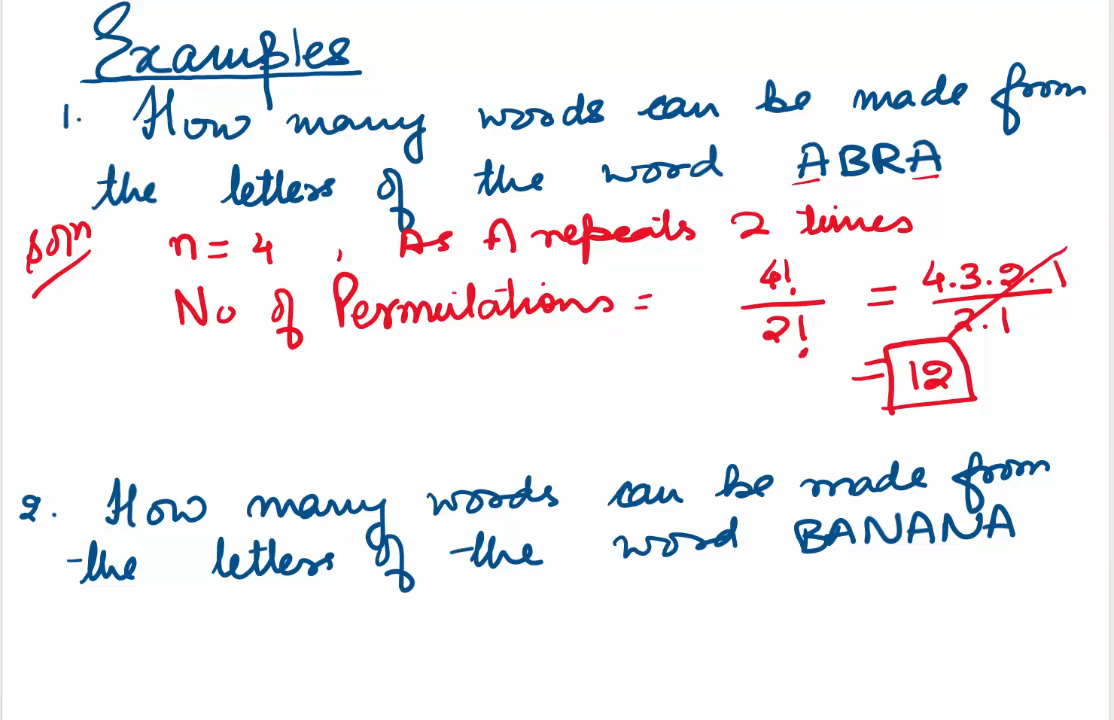 Examples
1. How many words can be made from
the letters of the word ABRA
Soln n = 4 , As A repeats 2 times
No of Permutations = 4!/2! = 4.3.2.1/2.1
= 12
2. How many words can be made from
the letters of the word BANANA